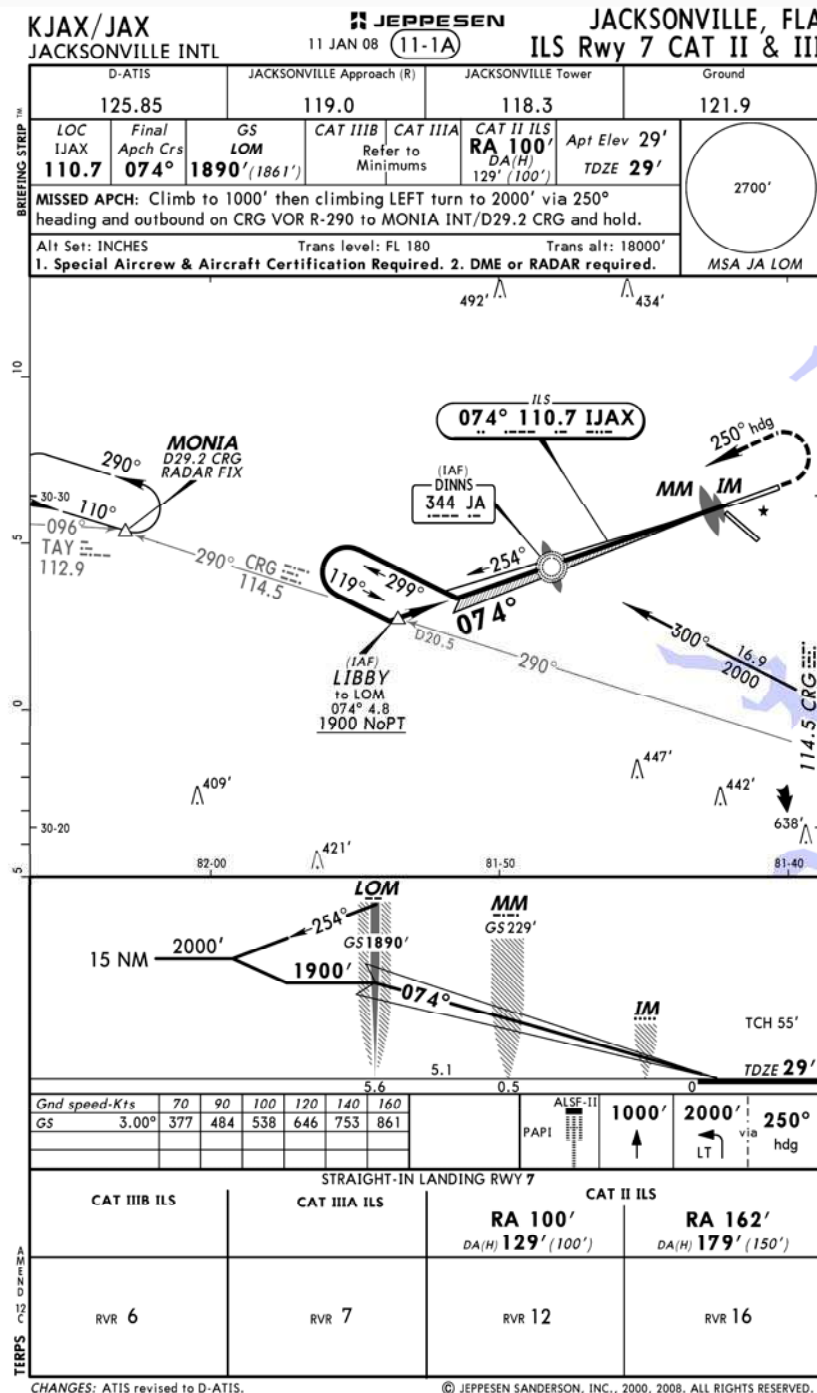 KJAX/JAX
JACKSONVILLE INTL
JEPPESEN
11 JAN 08 11-1A
JACKSONVILLE, FLA
ILS Rwy 7 CAT II & III
BRIEFING STRIP TM
D-ATIS
125.85
JACKSONVILLE Approach (R)
119.0
JACKSONVILLE Tower
118.3
Ground
121.9
LOC
IJAX
110.7
Final
Apch Crs
074°
GS
LOM
1890' (1861')
CAT IIIB CAT IIIA
Refer to
Minimums
CAT II ILS
RA 100'
DA(H)
129' (100')
Apt Elev 29'
TDZE 29'
2700'
MSA JA LOM
MISSED APCH: Climb to 1000' then climbing LEFT turn to 2000' via 250°
heading and outbound on CRG VOR R-290 to MONIA INT/D29.2 CRG and hold.
Alt Set: INCHES Trans level: FL 180 Trans alt: 18000'
1. Special Aircrew & Aircraft Certification Required. 2. DME or RADAR required.
492'
434'
10
ILS
074° 110.7 IJAX
250° hdg
MONIA
D29.2 CRG
RADAR FIX
290°
(IAF)
DINNS
344 JA
MM IM
30-30
110°
096°
TAY
112.9
5
290° CRG
114.5
254°
299°
119°
074°
D20.5
290°
300°
16.9
2000
114.5 CRG
(IAF)
LIBBY
to LOM
074° 4.8
1900 NoPT
0
447'
409'
442'
638'
30-20
421'
5
82-00
81-50
81-40
LOM
MM
GS 229'
254°
GS 1890'
15 NM
2000'
1900'
074°
IM
TCH 55'
TDZE 29'
5.1
5.6
0.5
0
Gnd speed-Kts 70 90 100 120 140 160
GS 3.00° 377 484 538 646 753 861
PAPI
ALSF-II
1000'
2000'
LT
via
250°
hdg
STRAIGHT-IN LANDING RWY 7
CAT IIIB ILS
CAT IIIA ILS
CAT II ILS
RA 100'
DA(H) 129' (100')
RA 162'
DA(H) 179' (150')
RVR 6
RVR 7
RVR 12
RVR 16
TERPS AMEND 12C
CHANGES: ATIS revised to D-ATIS.
© JEPPESEN SANDERSON, INC., 2000, 2008. ALL RIGHTS RESERVED.